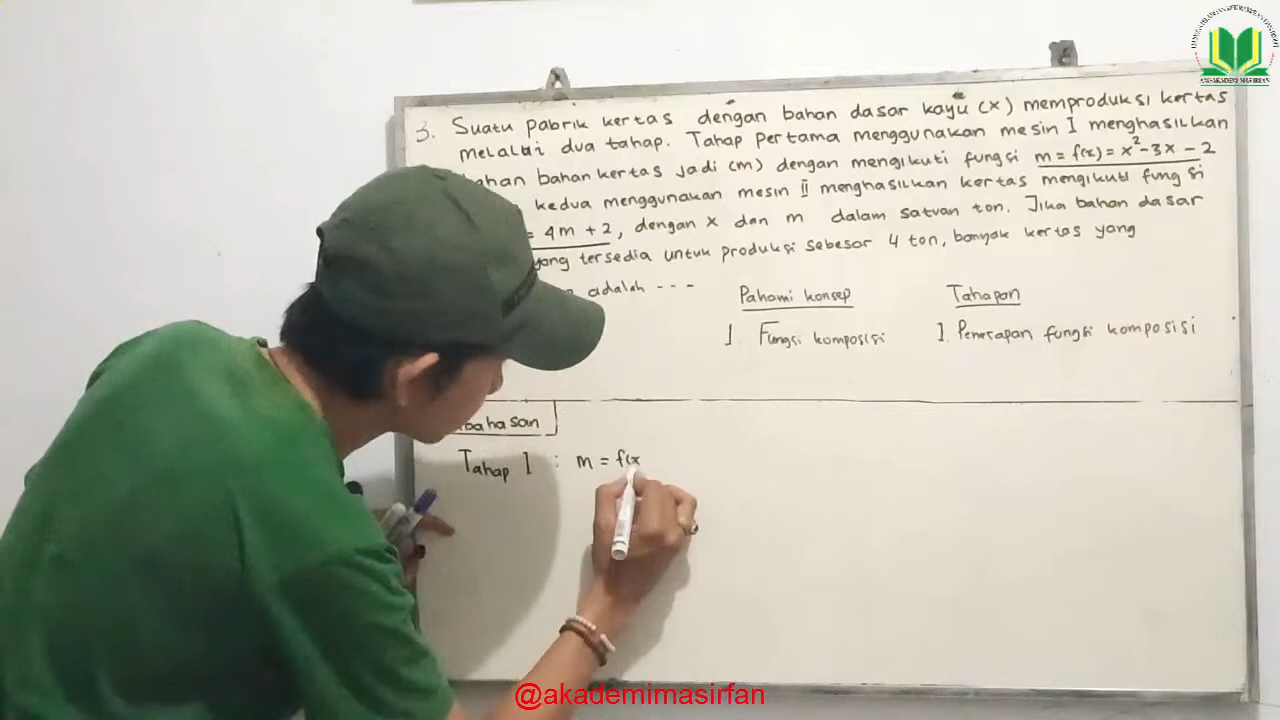 3. Suatu pabrik kertas dengan bahan dasar kayu (x) memproduksi kertas
melalui dua tahap. Tahap pertama menggunakan mesin I menghasilkan
bahan kertas jadi (m) dengan mengikuti fungsi m = f(x) = x² - 3x - 2
kedua menggunakan mesin II menghasilkan kertas mengikuti fungsi
= 4m + 2, dengan x dan m dalam satuan ton. Jika bahan dasar
yang tersedia untuk produksi sebesar 4 ton, banyak kertas yang
adalah ---
Pahami konsep
1. Fungsi komposisi
Tahapan
1. Penerapan fungsi komposisi
Tahap I : m = f(x
@akademimasirfan